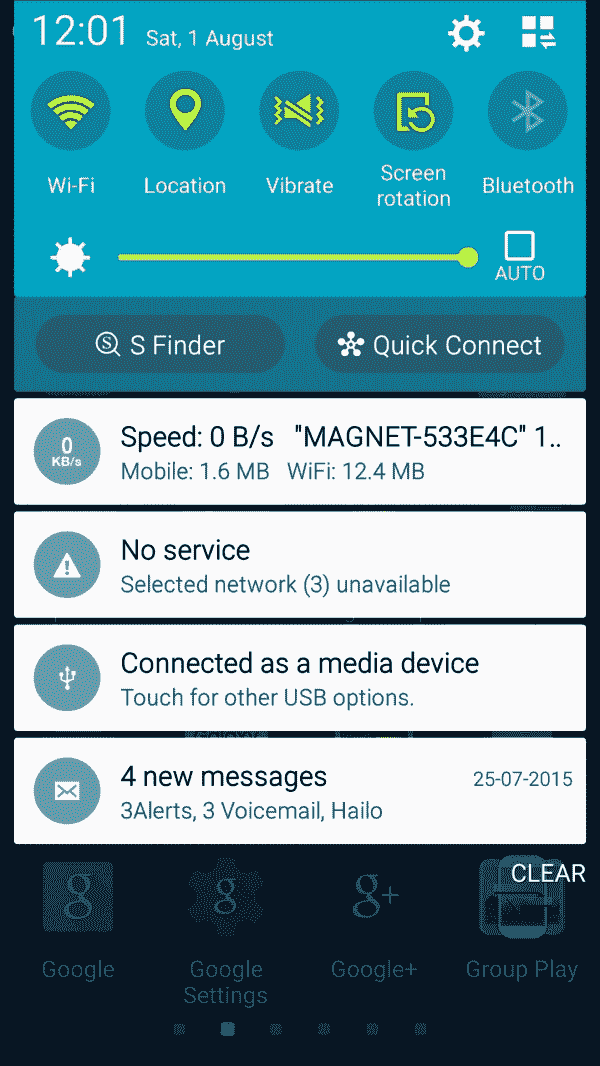 12:01 Sat, 1 August
Wi-Fi
Location
Vibrate
Screen
rotation
Bluetooth
AUTO
S Finder
Quick Connect
0
KB/s
Speed: 0 B/s "MAGNET-533E4C" 1..
Mobile: 1.6 MB WiFi: 12.4 MB
No service
Selected network (3) unavailable
Connected as a media device
Touch for other USB options.
4 new messages 25-07-2015
3Alerts, 3 Voicemail, Hailo
CLEAR
Google
Google
Settings
Google+
Group Play